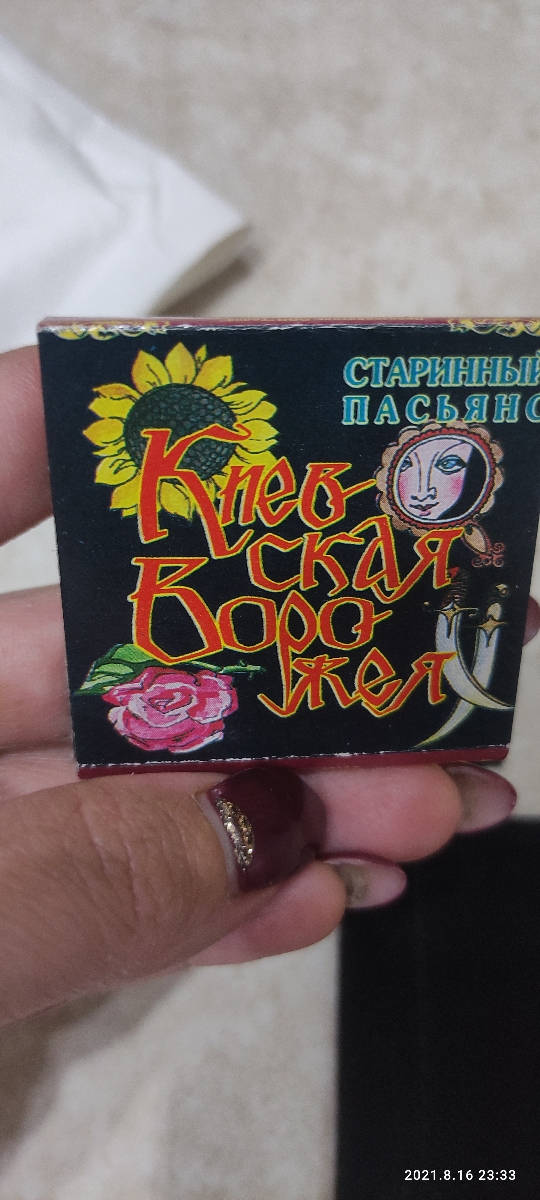 СТАРИННЫЙ
ПАСЬЯНС
Киев
ская
Воро
жея
2021.8.16 23:33